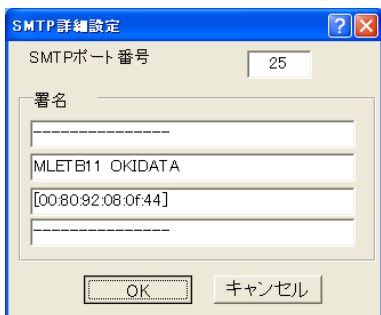 SMTP詳細設定
SMTPポート番号 25
署名
---------------
MLETB11 OKIDATA
[00:80:92:08:0f:44]
---------------
OK キャンセル